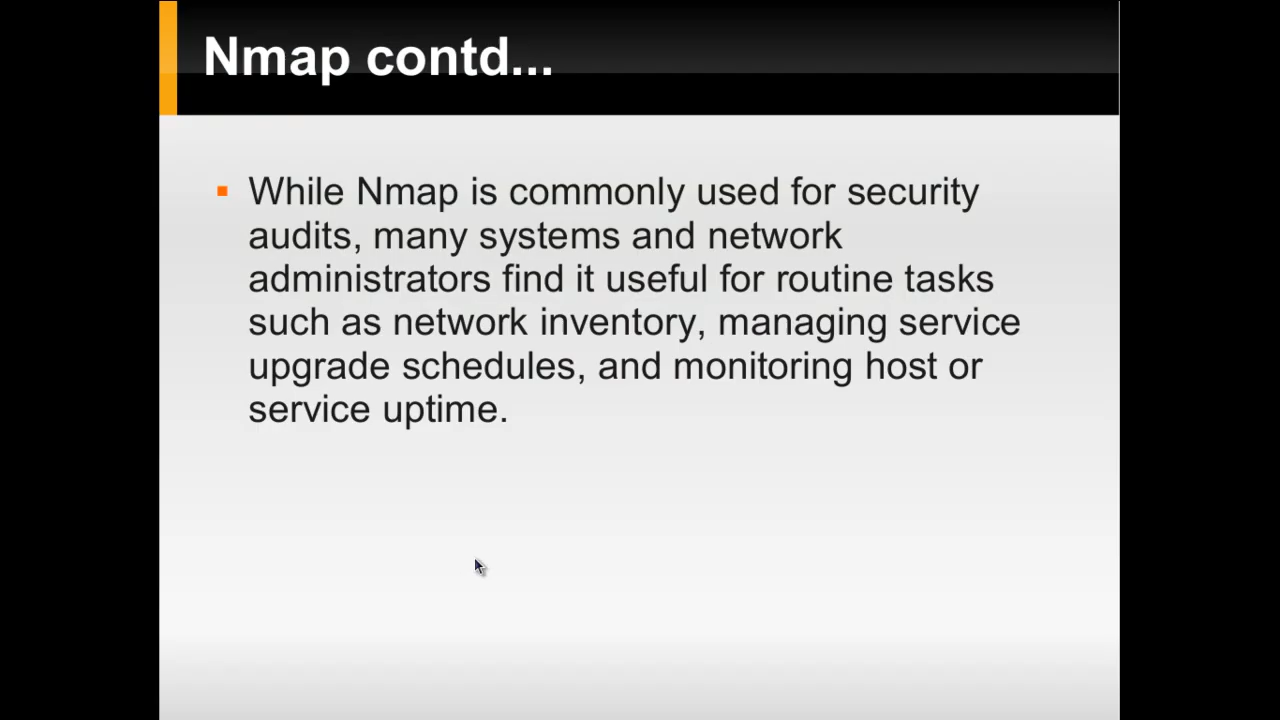 Nmap contd...
While Nmap is commonly used for security
audits, many systems and network
administrators find it useful for routine tasks
such as network inventory, managing service
upgrade schedules, and monitoring host or
service uptime.